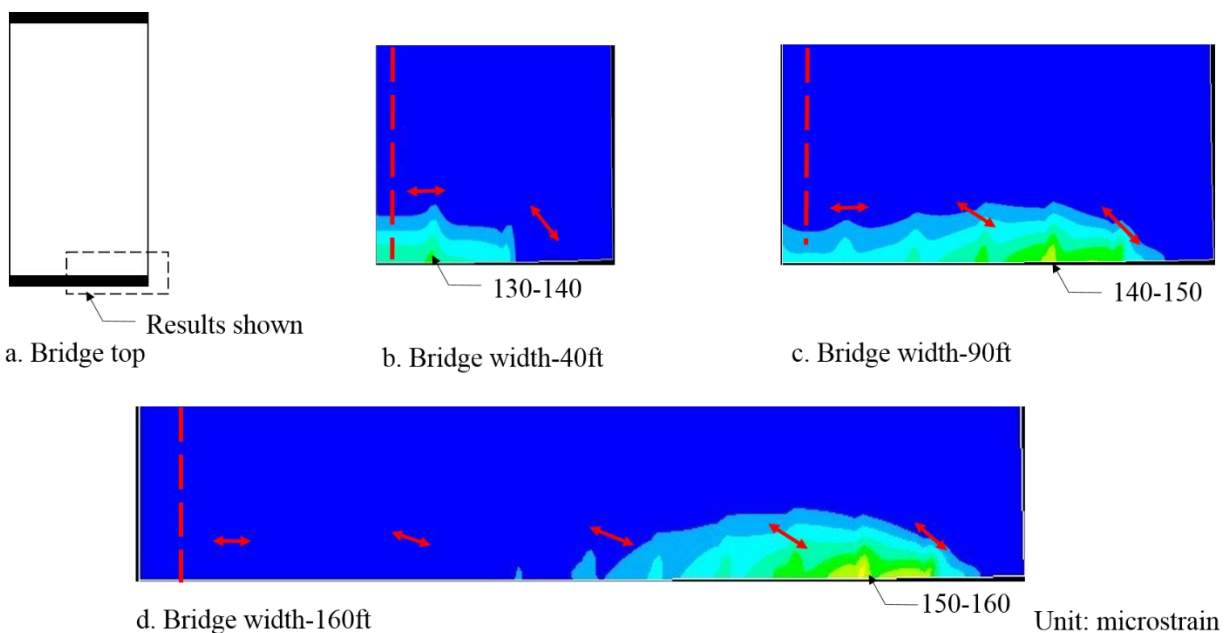 130-140
140-150
Results shown
a. Bridge top
b. Bridge width-40ft
c. Bridge width-90ft
150-160
d. Bridge width-160ft
Unit: microstrain